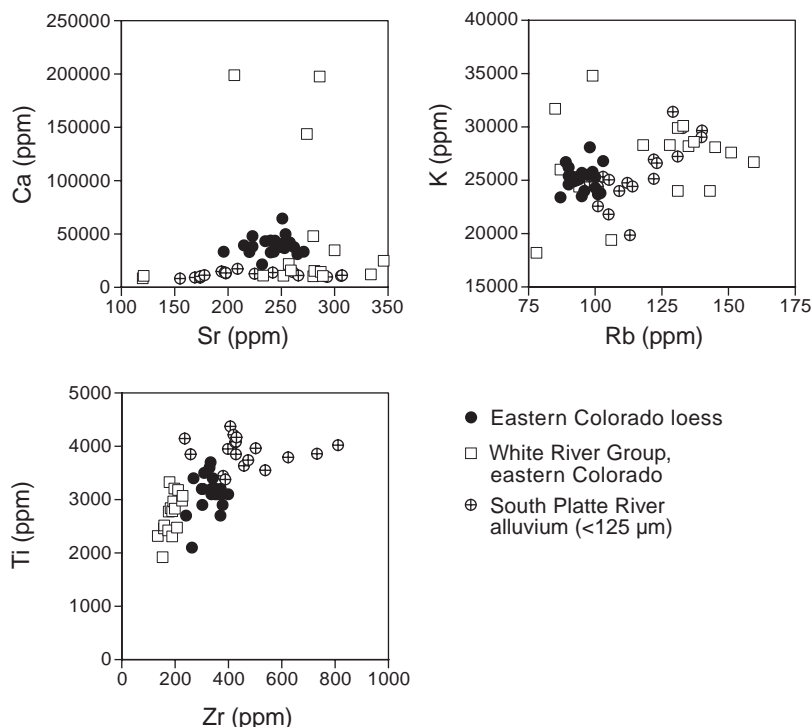 250000
200000
150000
100000
50000
0
Ca (ppm)
100 150 200 250 300 350
Sr (ppm)
40000
35000
30000
25000
20000
15000
K (ppm)
75 100 125 150 175
Rb (ppm)
5000
4000
3000
2000
1000
0
Ti (ppm)
0 200 400 600 800 1000
Zr (ppm)
Eastern Colorado loess
White River Group,
eastern Colorado
South Platte River
alluvium (<125 µm)